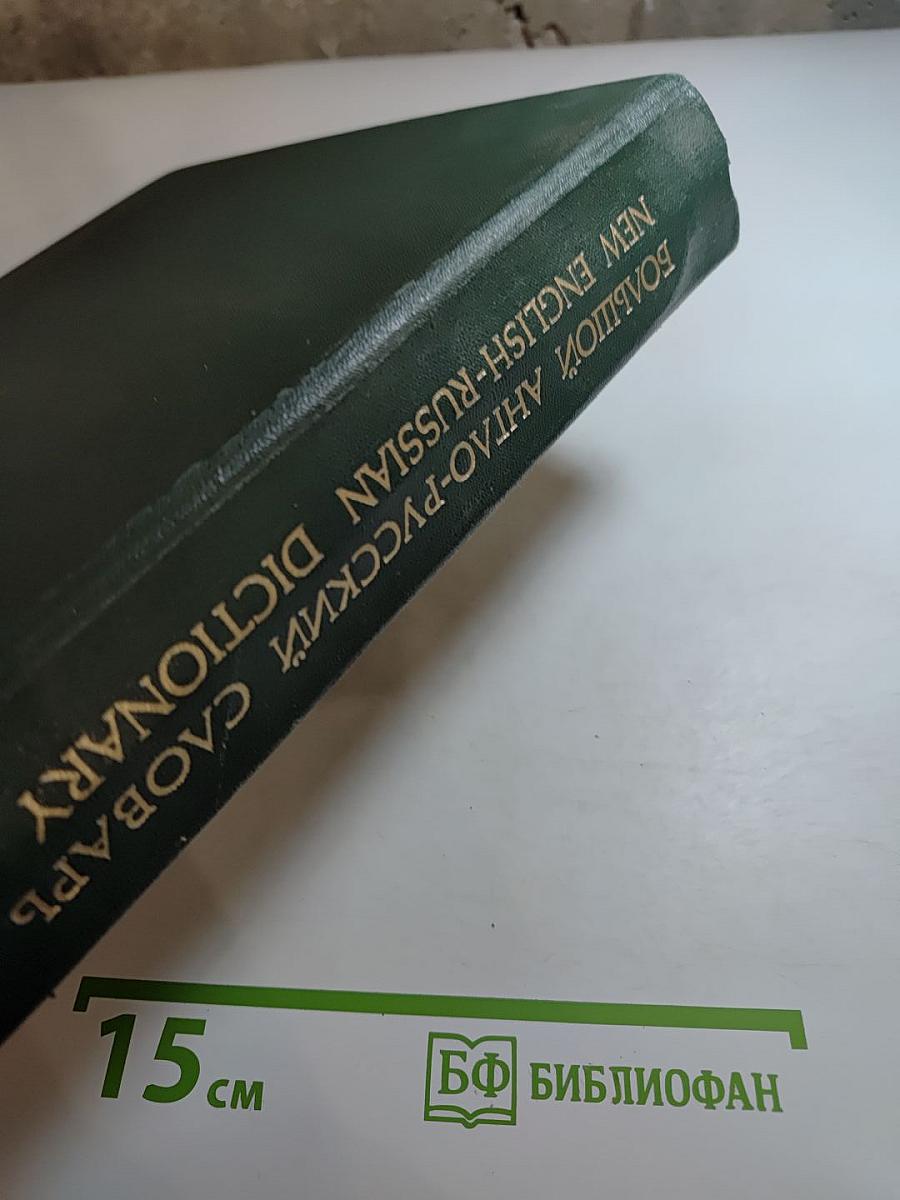 БОЛЬШОЙ АНГЛО-РУССКИЙ СЛОВАРЬ
NEW ENGLISH-RUSSIAN DICTIONARY
15 см
БФ БИБЛИОФАН